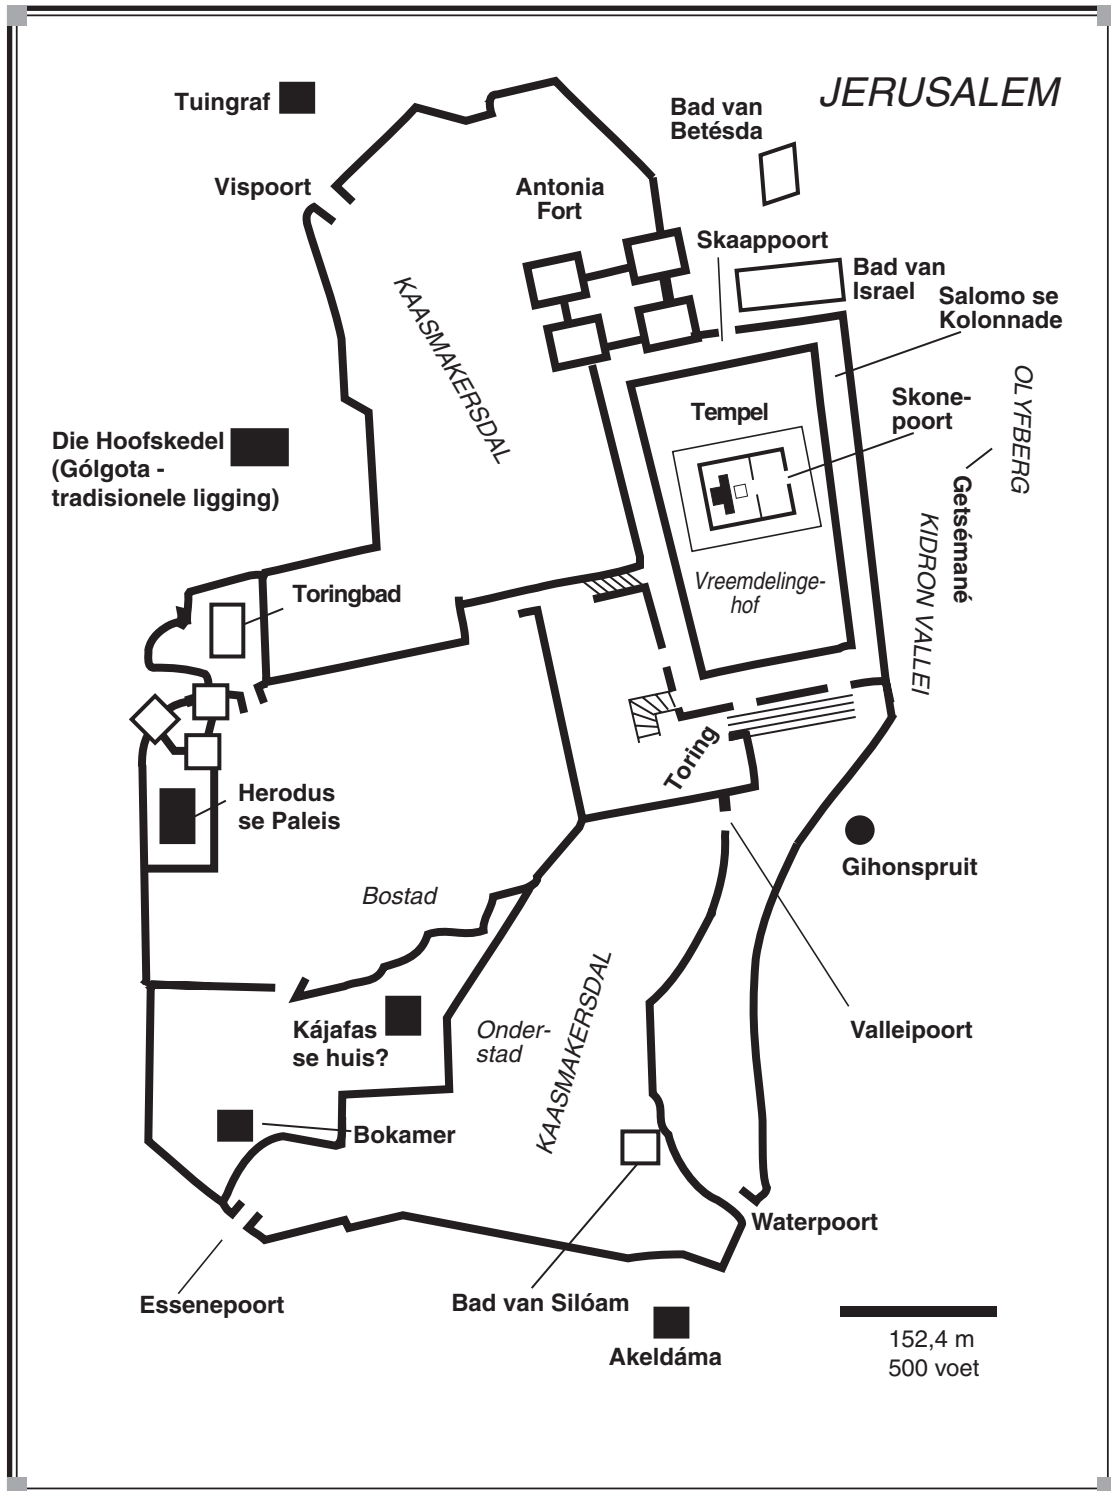 JERUSALEM
Tuingraf
Bad van
Betésda
Vispoort
Antonia
Fort
Skaappoort
Bad van
Israel
Salomo se
Kolonnade
KAASMAKERSDAL
OLYFBERG
Skone-
poort
Tempel
Die Hoofskedel
(Gólgota -
tradisionele ligging)
Getsémané
KIDRON VALLEI
Vreemdelinge-
hof
Toringbad
Toring
Herodus
se Paleis
Gihonspruit
Bostad
KAASMAKERSDAL
Kájafas
se huis?
Onder-
stad
Valleipoort
Bokamer
Waterpoort
Essenepoort
Bad van Silóam
Akeldáma
152,4 m
500 voet